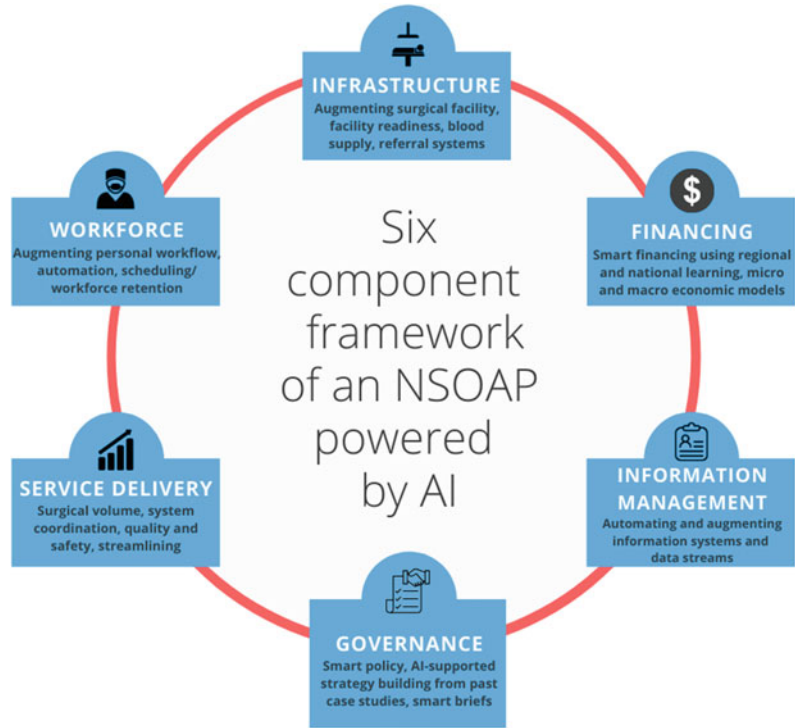 INFRASTRUCTURE
Augmenting surgical facility,
facility readiness, blood
supply, referral systems
WORKFORCE
Augmenting personal workflow,
automation, scheduling/
workforce retention
$
FINANCING
Smart financing using regional
and national learning, micro
and macro economic models
Six
component
framework
of an NSOAP
powered
by AI
SERVICE DELIVERY
Surgical volume, system
coordination, quality and
safety, streamlining
INFORMATION
MANAGEMENT
Automating and augmenting
information systems and
data streams
GOVERNANCE
Smart policy, AI-supported
strategy building from past
case studies, smart briefs